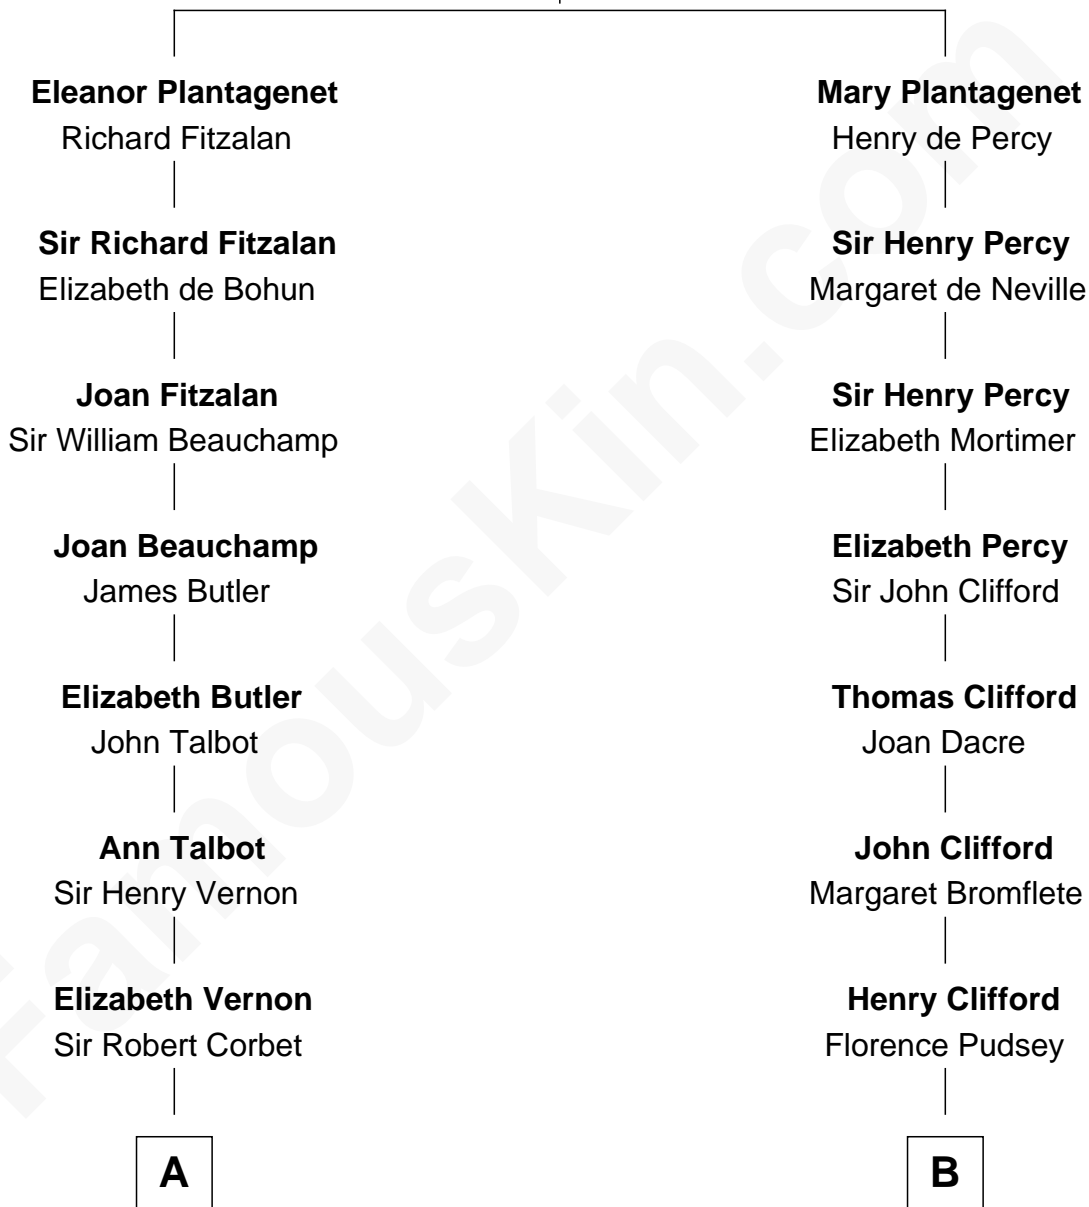 Eleanor Plantagenet
Richard Fitzalan
Sir Richard Fitzalan
Elizabeth de Bohun
Joan Fitzalan
Sir William Beauchamp
Joan Beauchamp
James Butler
Elizabeth Butler
John Talbot
Ann Talbot
Sir Henry Vernon
Elizabeth Vernon
Sir Robert Corbet
A
Mary Plantagenet
Henry de Percy
Sir Henry Percy
Margaret de Neville
Sir Henry Percy
Elizabeth Mortimer
Elizabeth Percy
Sir John Clifford
Thomas Clifford
Joan Dacre
John Clifford
Margaret Bromflete
Henry Clifford
Florence Pudsey
B
FamousKin.com